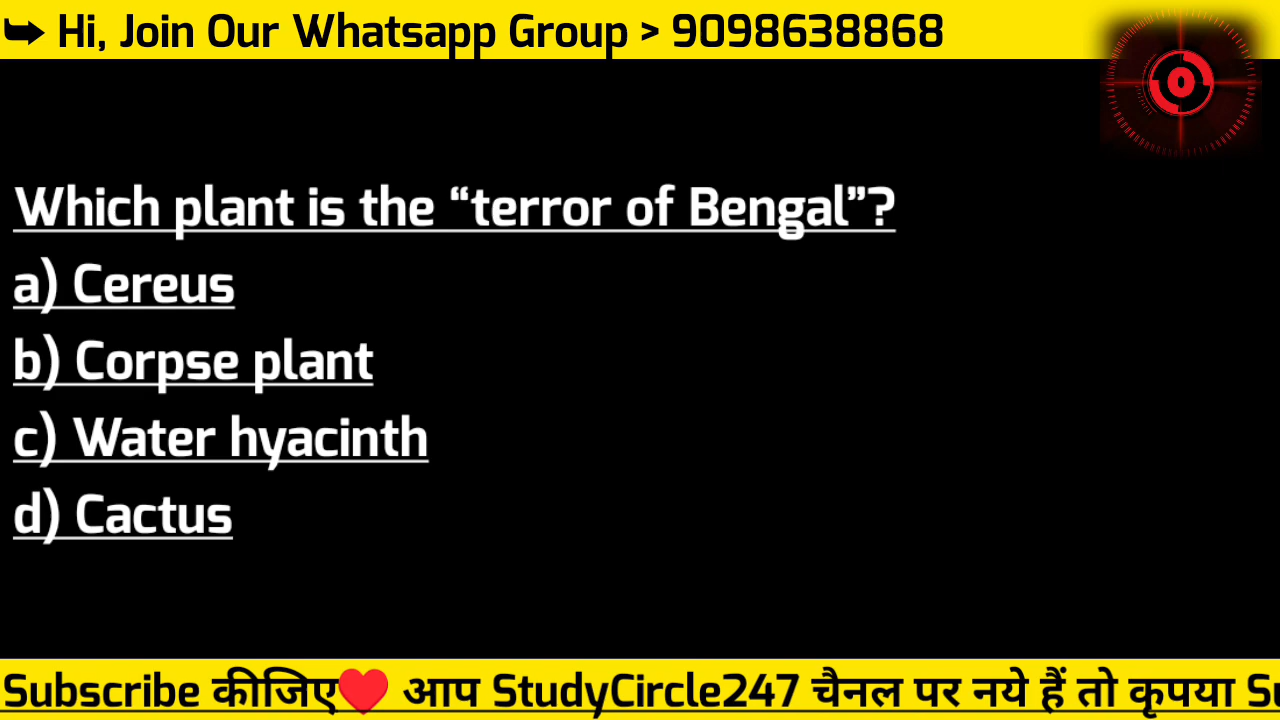 ➥ Hi, Join Our Whatsapp Group > 9098638868
0
Which plant is the “terror of Bengal”?
a) Cereus
b) Corpse plant
c) Water hyacinth
d) Cactus
Subscribe कीजिए❤️ आप StudyCircle247 चैनल पर नये हैं तो कृपया